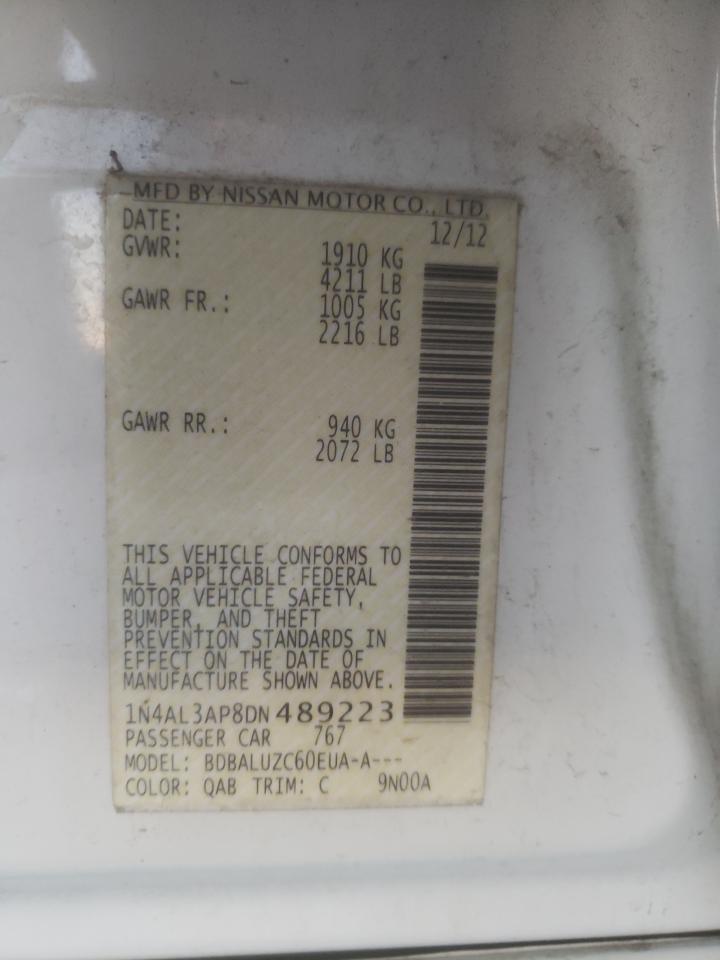 MFD BY NISSAN MOTOR CO., LTD.
DATE: 12/12
GVWR: 1910 KG
4211 LB
GAWR FR.: 1005 KG
2216 LB
GAWR RR.: 940 KG
2072 LB
THIS VEHICLE CONFORMS TO
ALL APPLICABLE FEDERAL
MOTOR VEHICLE SAFETY,
BUMPER, AND THEFT
PREVENTION STANDARDS IN
EFFECT ON THE DATE OF
MANUFACTURE SHOWN ABOVE.
1N4AL3AP8DN489223
PASSENGER CAR 767
MODEL: BDBALUZC60EUA-A---
COLOR: QAB TRIM: C 9N00A